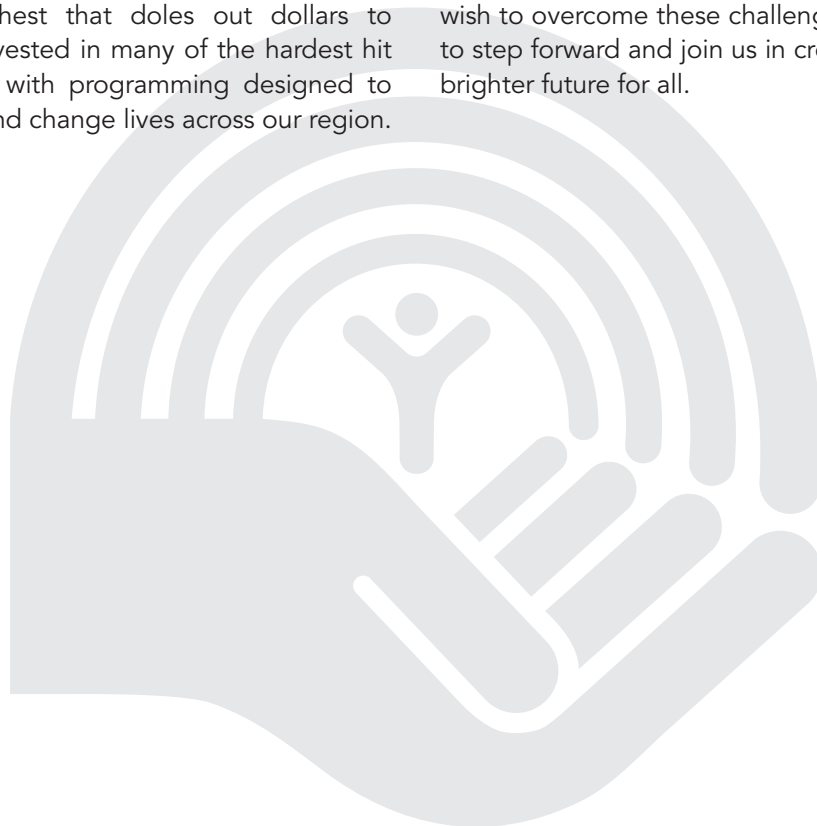 hest that doles out dollars to
vested in many of the hardest hit
with programming designed to
nd change lives across our region.
wish to overcome these challeng
to step forward and join us in cre
brighter future for all.